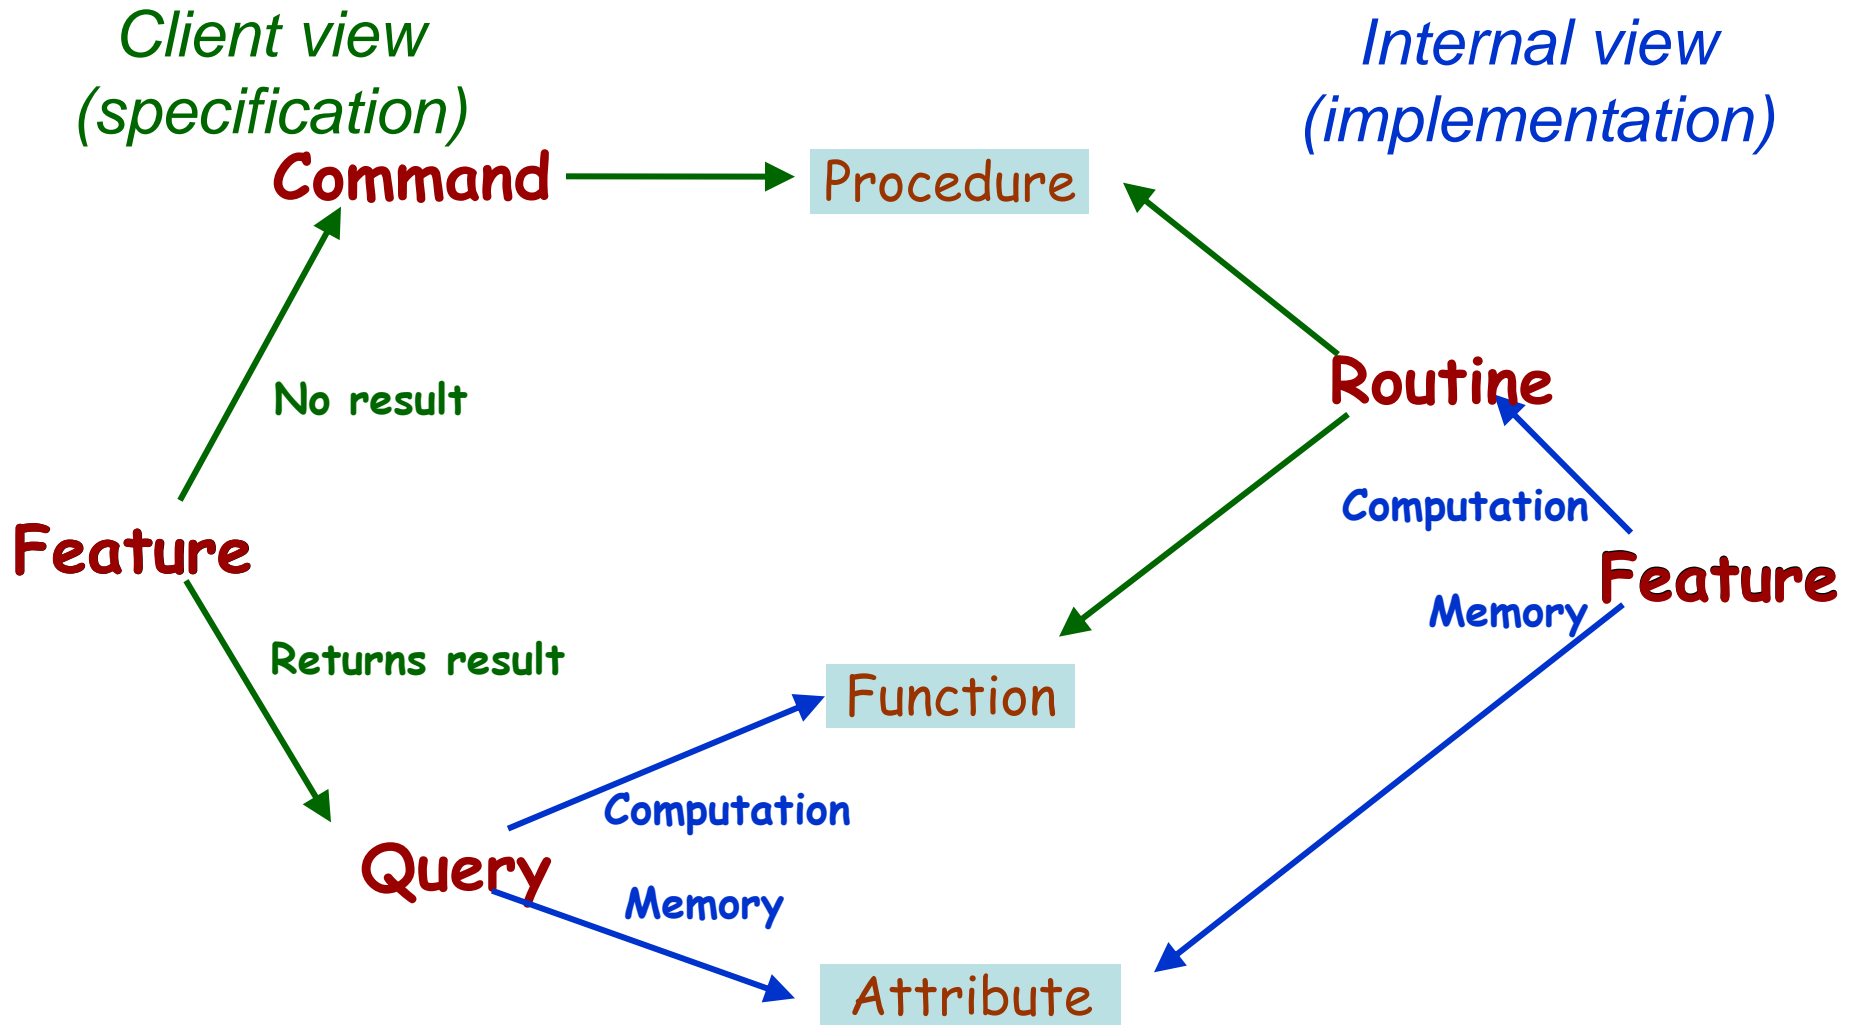 Client view
(specification)
Internal view
(implementation)
Command
Procedure
Routine
No result
Computation
Feature
Feature
Memory
Returns result
Function
Computation
Query
Memory
Attribute